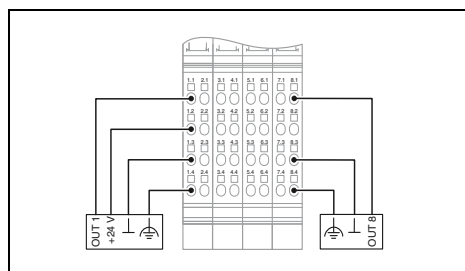 1.1 2.1 3.1 4.1 5.1 6.1 7.1 8.1
1.2 2.2 3.2 4.2 5.2 6.2 7.2 8.2
1.3 2.3 3.3 4.3 5.3 6.3 7.3 8.3
1.4 2.4 3.4 4.4 5.4 6.4 7.4 8.4
OUT 1
+24 V
OUT 8